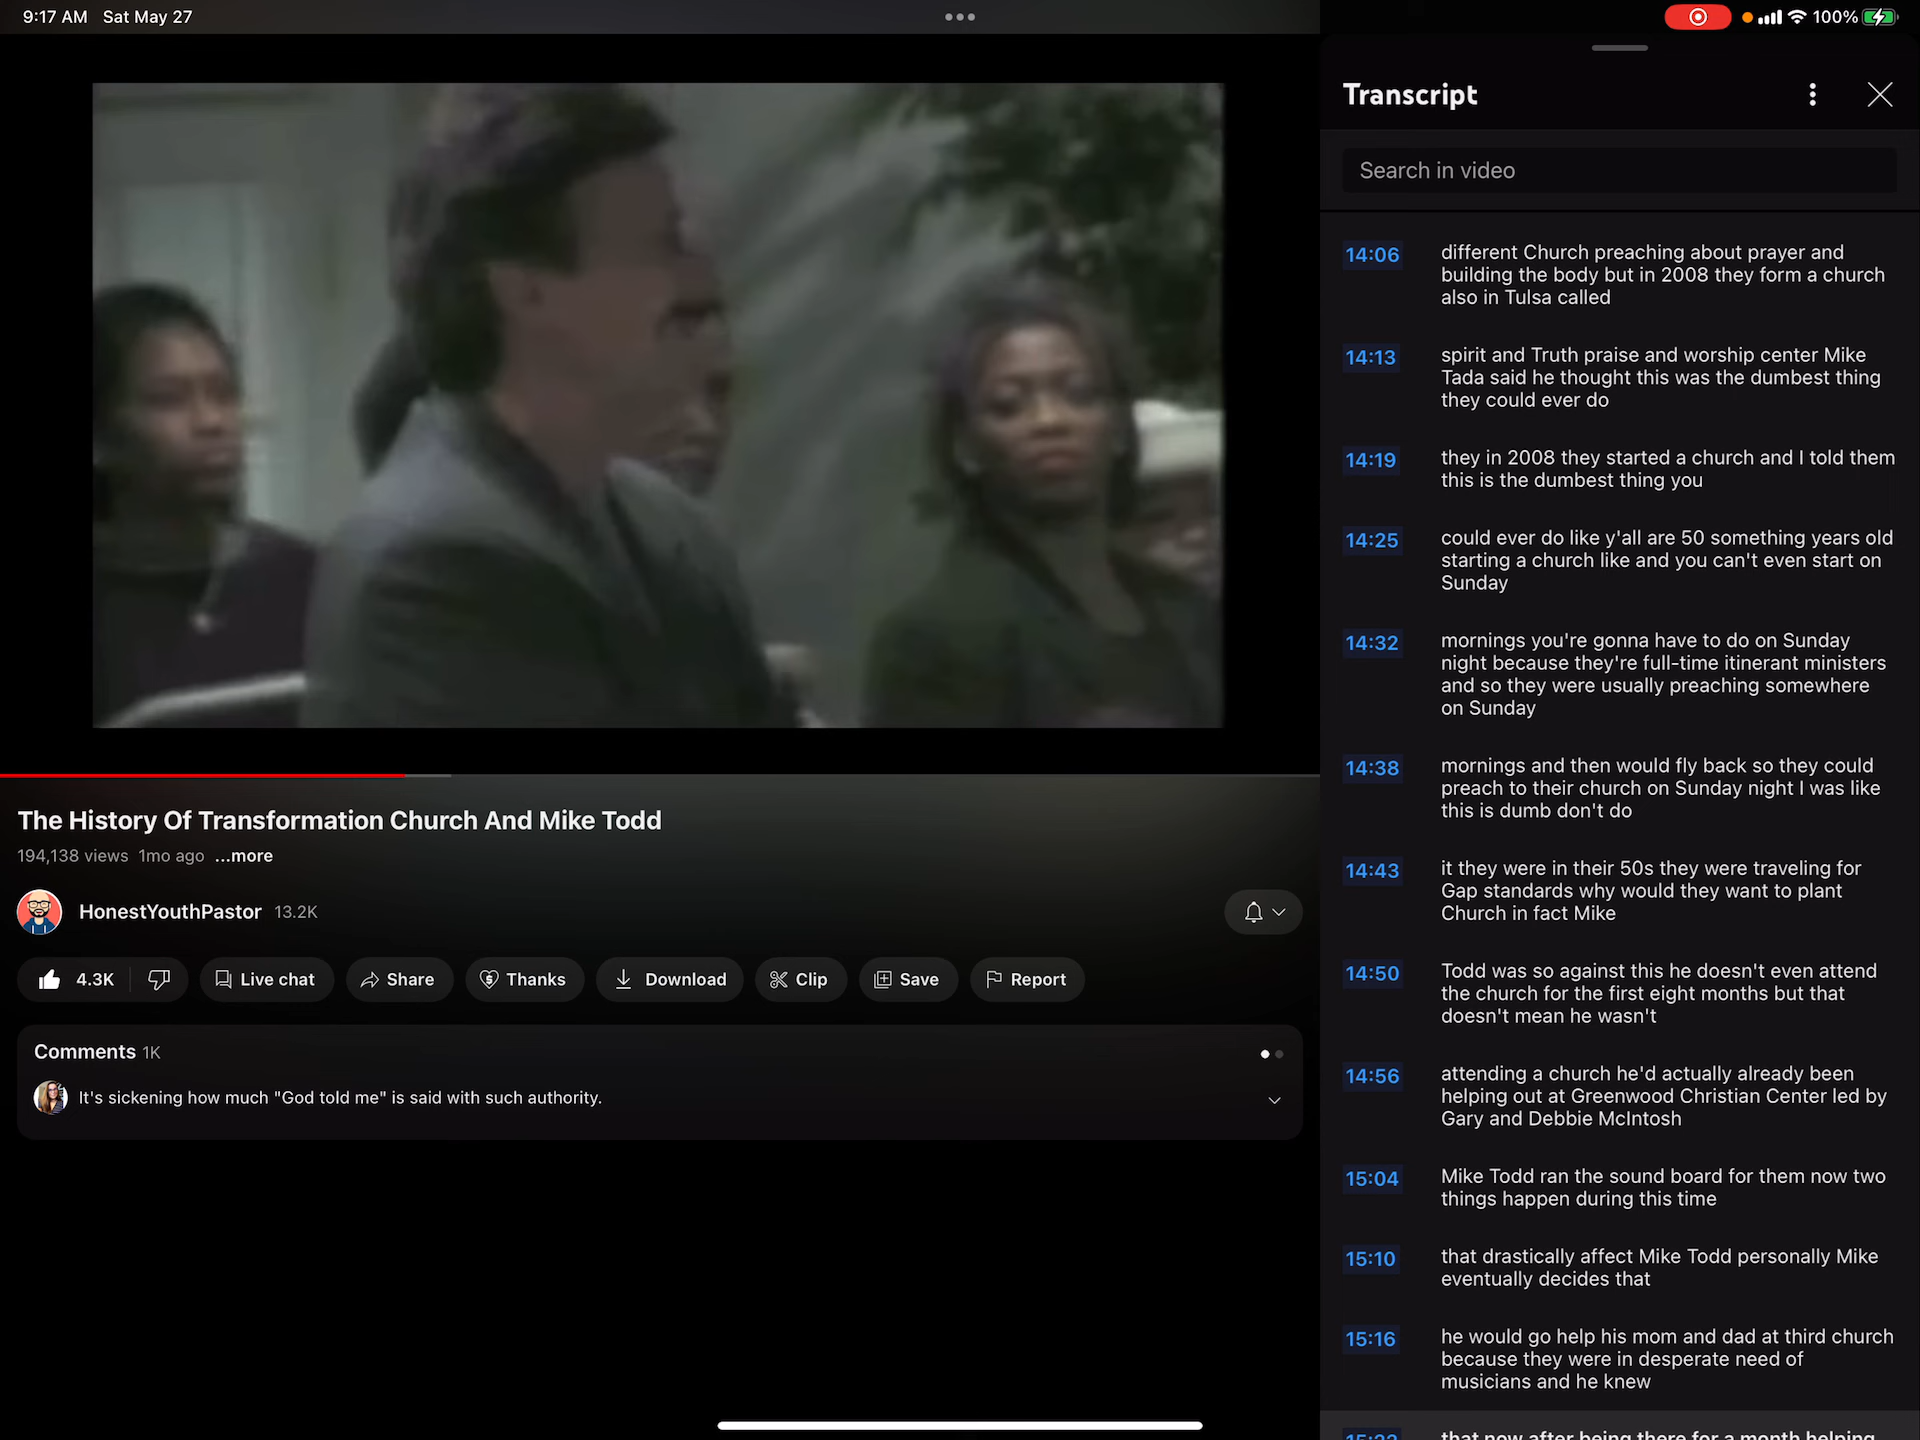 9:17 AM Sat May 27
100%
The History Of Transformation Church And Mike Todd
194,138 views 1mo ago ...more
HonestYouthPastor 13.2K
4.3K
Live chat
Share
Thanks
Download
Clip
Save
Report
Comments 1K
It's sickening how much "God told me" is said with such authority.
Transcript
Search in video
14:06
different Church preaching about prayer and
building the body but in 2008 they form a church
also in Tulsa called
14:13
spirit and Truth praise and worship center Mike
Tada said he thought this was the dumbest thing
they could ever do
14:19
they in 2008 they started a church and I told them
this is the dumbest thing you
14:25
could ever do like y'all are 50 something years old
starting a church like and you can't even start on
Sunday
14:32
mornings you're gonna have to do on Sunday
night because they're full-time itinerant ministers
and so they were usually preaching somewhere
on Sunday
14:38
mornings and then would fly back so they could
preach to their church on Sunday night I was like
this is dumb don't do
14:43
it they were in their 50s they were traveling for
Gap standards why would they want to plant
Church in fact Mike
14:50
Todd was so against this he doesn't even attend
the church for the first eight months but that
doesn't mean he wasn't
14:56
attending a church he'd actually already been
helping out at Greenwood Christian Center led by
Gary and Debbie McIntosh
15:04
Mike Todd ran the sound board for them now two
things happen during this time
15:10
that drastically affect Mike Todd personally Mike
eventually decides that
15:16
he would go help his mom and dad at third church
because they were in desperate need of
musicians and he knew
that now after being there for a month helping